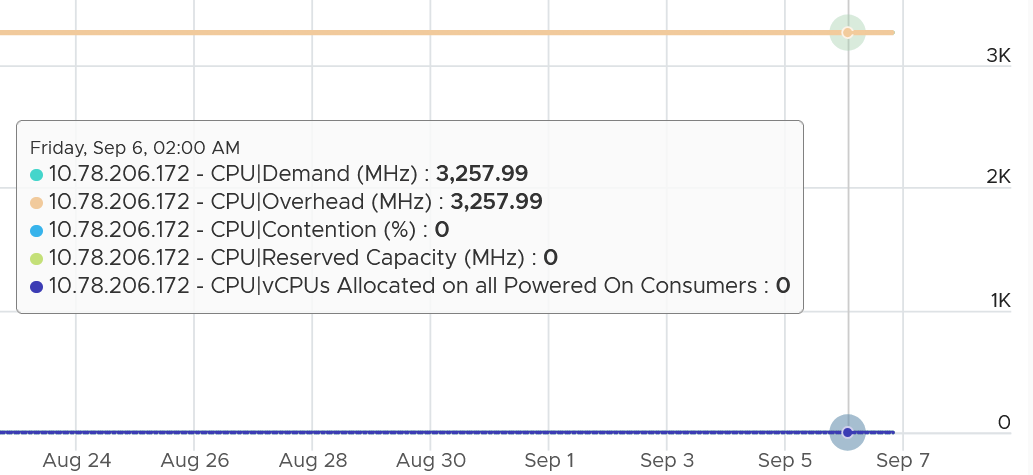 3K
Friday, Sep 6, 02:00 AM
10.78.206.172 - CPU|Demand (MHz) : 3,257.99
10.78.206.172 - CPU|Overhead (MHz) : 3,257.99
10.78.206.172 - CPU|Contention (%) : 0
10.78.206.172 - CPU|Reserved Capacity (MHz) : 0
10.78.206.172 - CPU|vCPUs Allocated on all Powered On Consumers : 0
2K
1K
0
Aug 24 Aug 26 Aug 28 Aug 30 Sep 1 Sep 3 Sep 5 Sep 7